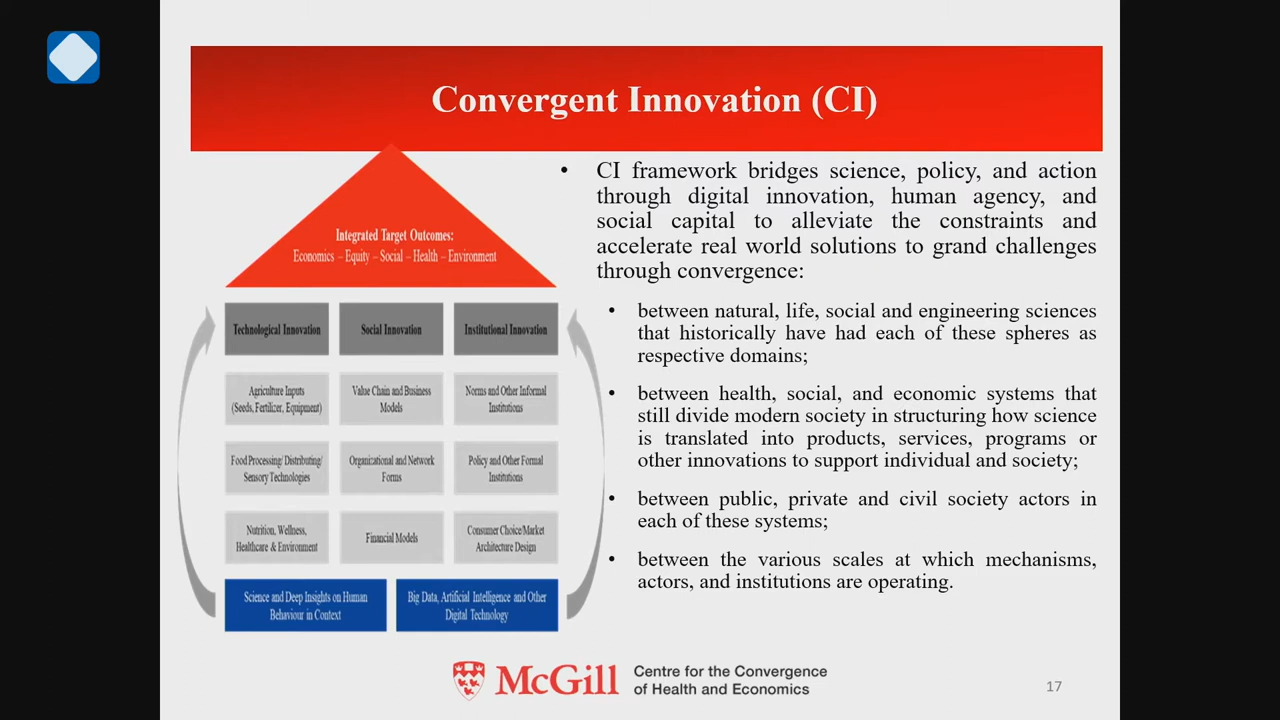 Convergent Innovation (CI)
Integrated Target Outcomes:
Economics – Equity – Social – Health – Environment
Technological Innovation
Social Innovation
Institutional Innovation
Agriculture Inputs
(Seeds, Fertilizer, Equipment)
Value Chain and Business
Models
Norms and Other Informal
Institutions
Food Processing/ Distributing/
Sensory Technologies
Organizational and Network
Forms
Policy and Other Formal
Institutions
Nutrition, Wellness,
Healthcare & Environment
Financial Models
Consumer Choice/Market
Architecture Design
Science and Deep Insights on Human
Behaviour in Context
Big Data, Artificial Intelligence and Other
Digital Technology
• CI framework bridges science, policy, and action
through digital innovation, human agency, and
social capital to alleviate the constraints and
accelerate real world solutions to grand challenges
through convergence:
• between natural, life, social and engineering sciences
that historically have had each of these spheres as
respective domains;
• between health, social, and economic systems that
still divide modern society in structuring how science
is translated into products, services, programs or
other innovations to support individual and society;
• between public, private and civil society actors in
each of these systems;
• between the various scales at which mechanisms,
actors, and institutions are operating.
McGill
Centre for the Convergence
of Health and Economics
17